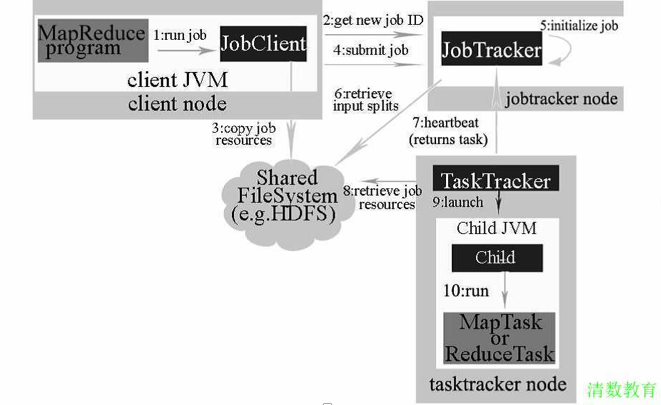 MapReduce
program
1:run job
JobClient
client JVM
client node
2:get new job ID
4:submit job
JobTracker
5:initialize job
jobtracker node
6:retrieve
input splits
3:copy job
resources
7:heartbeat
(returns task)
Shared
FileSystem
(e.g.HDFS)
8:retrieve job
resources
TaskTracker
9:launch
Child JVM
Child
10:run
MapTask
or
ReduceTask
tasktracker node
清数教育